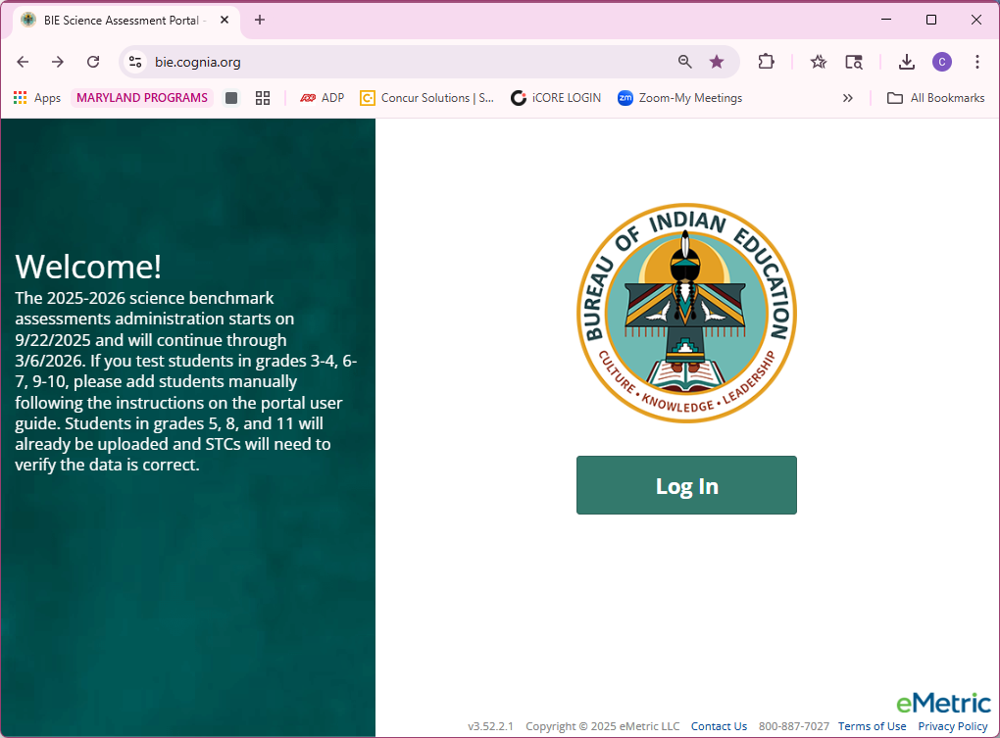 BIE Science Assessment Portal -
bie.cognia.org
C
Apps
MARYLAND PROGRAMS
ADP
Concur Solutions | S...
iCORE LOGIN
zm
Zoom-My Meetings
All Bookmarks
Welcome!
The 2025-2026 science benchmark
assessments administration starts on
9/22/2025 and will continue through
3/6/2026. If you test students in grades 3-4, 6-
7, 9-10, please add students manually
following the instructions on the portal user
guide. Students in grades 5, 8, and 11 will
already be uploaded and STCs will need to
verify the data is correct.
BUREAU OF INDIAN EDUCATION
CULTURE • KNOWLEDGE • LEADERSHIP
Log In
eMetric
v3.52.2.1 Copyright © 2025 eMetric LLC Contact Us 800-887-7027 Terms of Use Privacy Policy